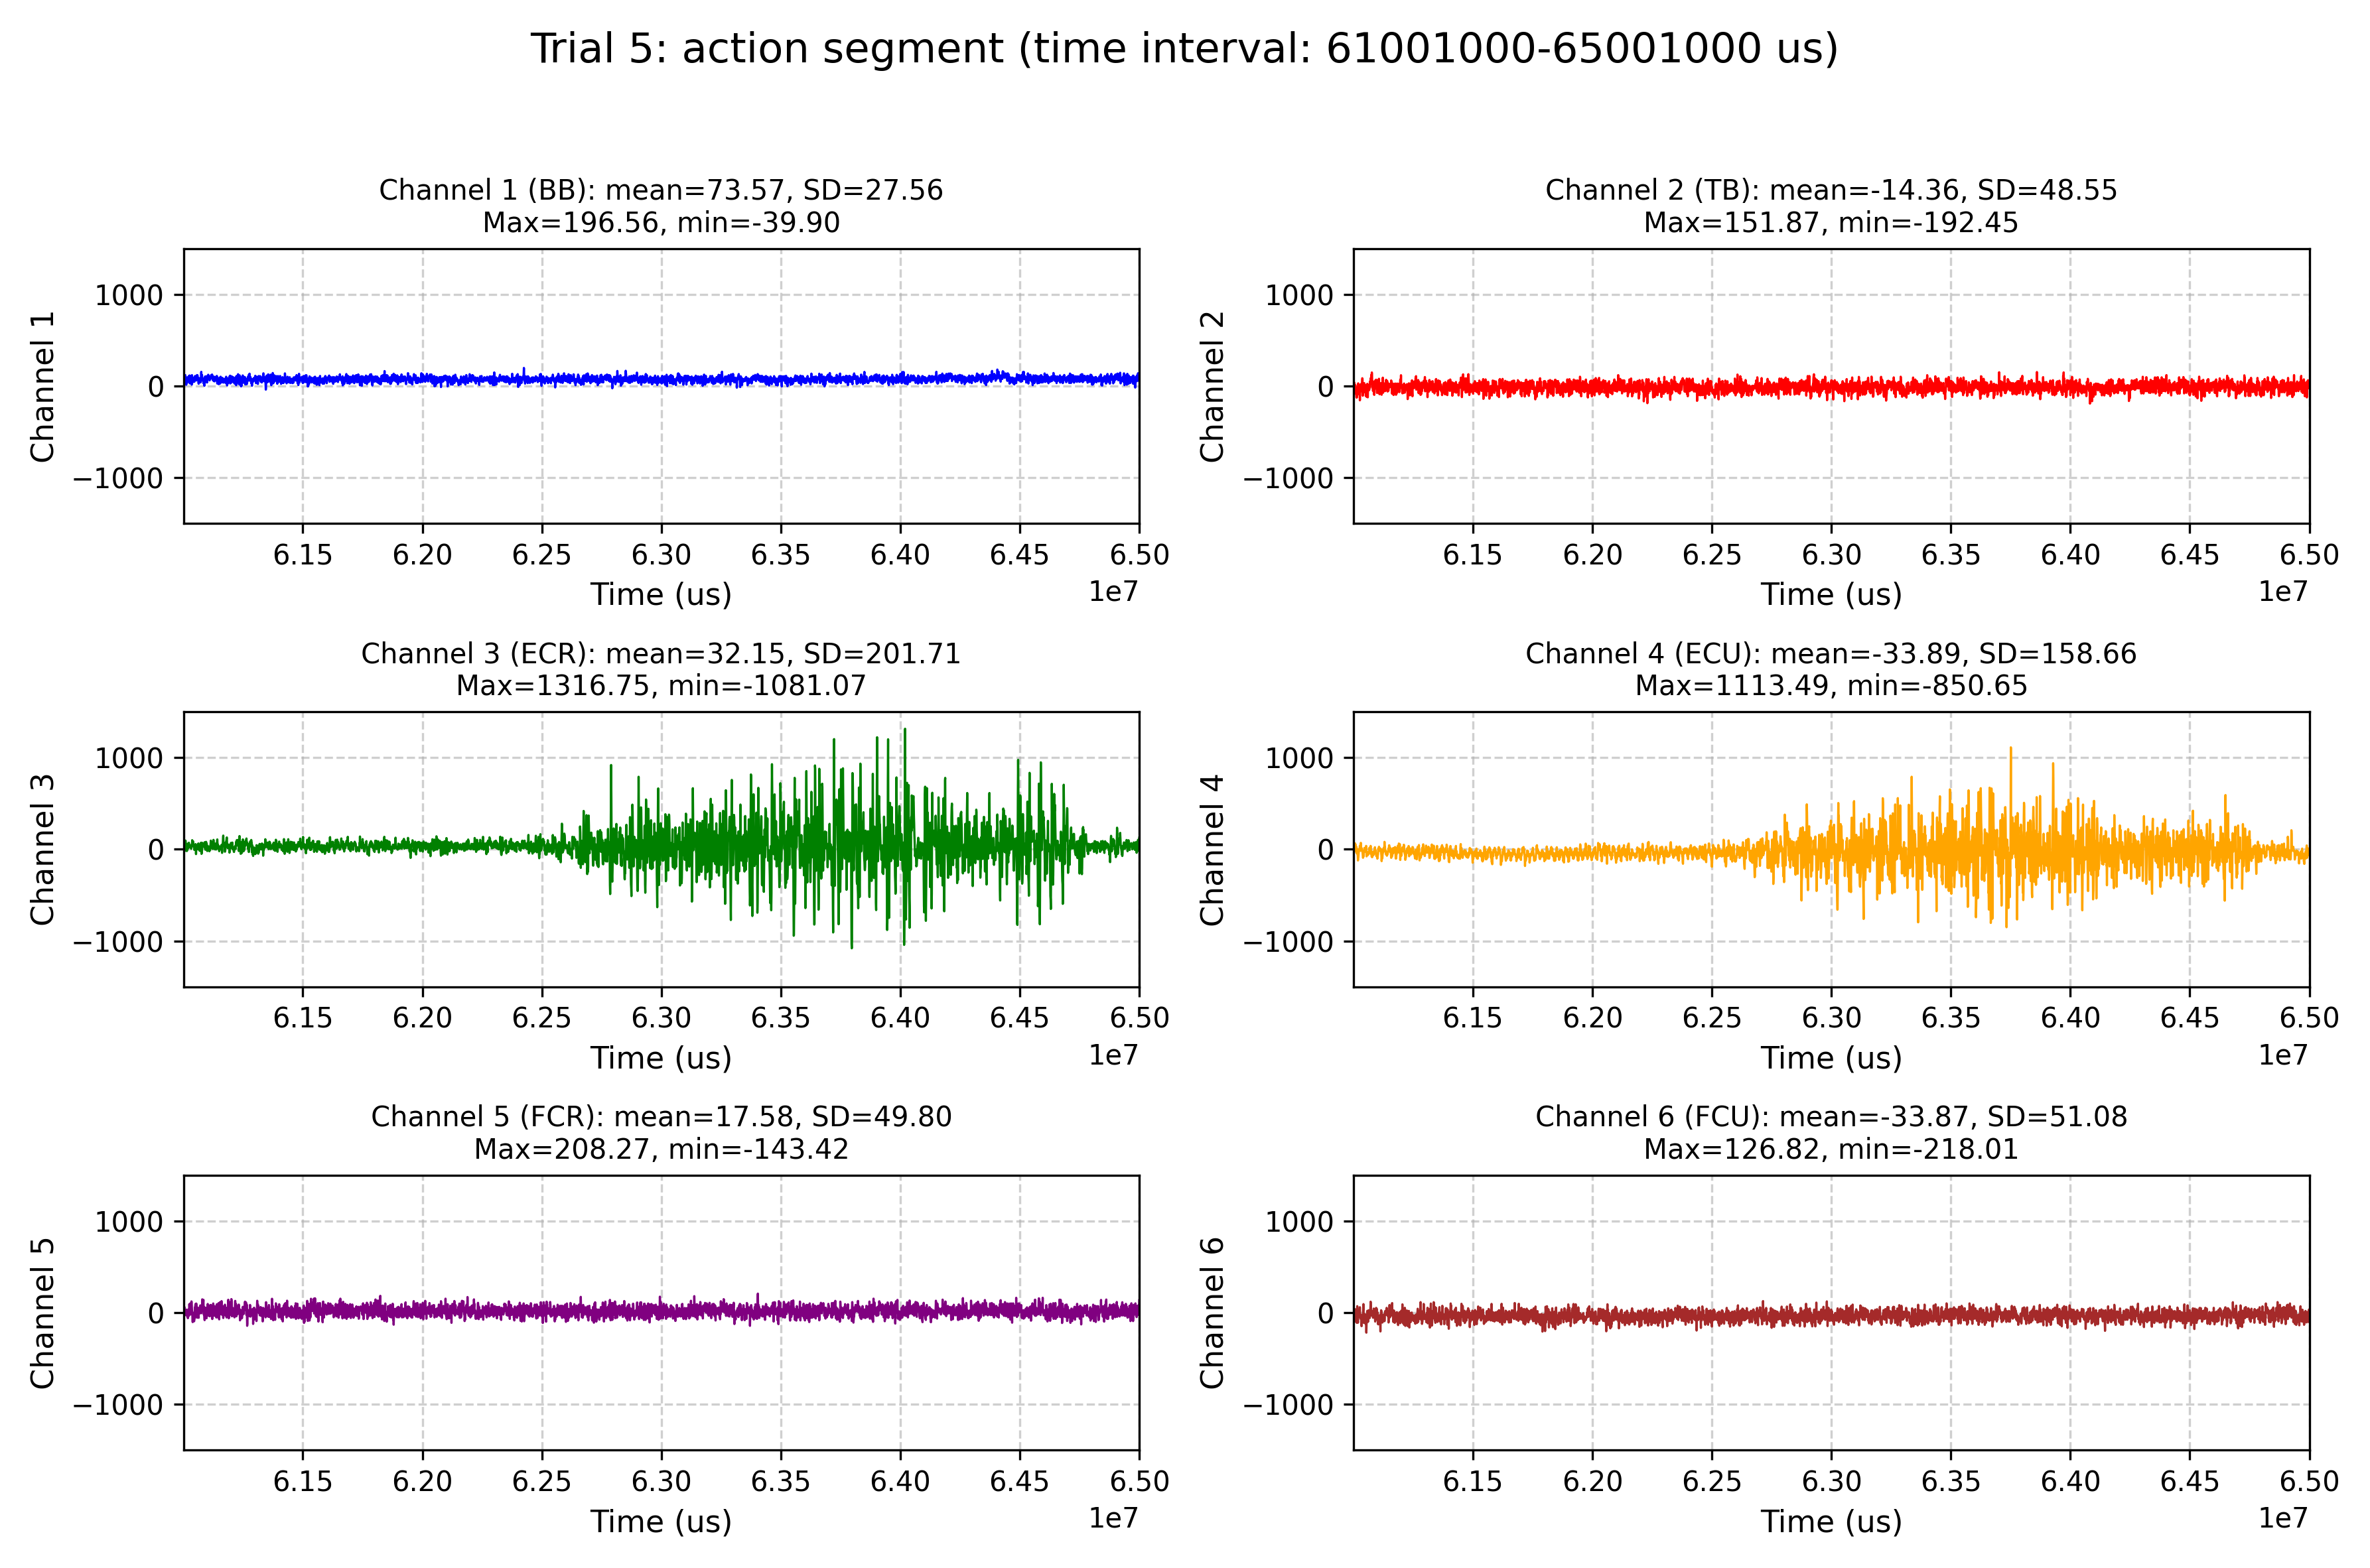 Trial 5: action segment (time interval: 61001000-65001000 us)
Channel 1 (BB): mean=73.57, SD=27.56
Max=196.56, min=-39.90
Channel 1
1000
0
−1000
6.15 6.20 6.25 6.30 6.35 6.40 6.45 6.50
Time (us)
1e7
Channel 2 (TB): mean=-14.36, SD=48.55
Max=151.87, min=-192.45
Channel 2
1000
0
−1000
6.15 6.20 6.25 6.30 6.35 6.40 6.45 6.50
Time (us)
1e7
Channel 3 (ECR): mean=32.15, SD=201.71
Max=1316.75, min=-1081.07
Channel 3
1000
0
−1000
6.15 6.20 6.25 6.30 6.35 6.40 6.45 6.50
Time (us)
1e7
Channel 4 (ECU): mean=-33.89, SD=158.66
Max=1113.49, min=-850.65
Channel 4
1000
0
−1000
6.15 6.20 6.25 6.30 6.35 6.40 6.45 6.50
Time (us)
1e7
Channel 5 (FCR): mean=17.58, SD=49.80
Max=208.27, min=-143.42
Channel 5
1000
0
−1000
6.15 6.20 6.25 6.30 6.35 6.40 6.45 6.50
Time (us)
1e7
Channel 6 (FCU): mean=-33.87, SD=51.08
Max=126.82, min=-218.01
Channel 6
1000
0
−1000
6.15 6.20 6.25 6.30 6.35 6.40 6.45 6.50
Time (us)
1e7